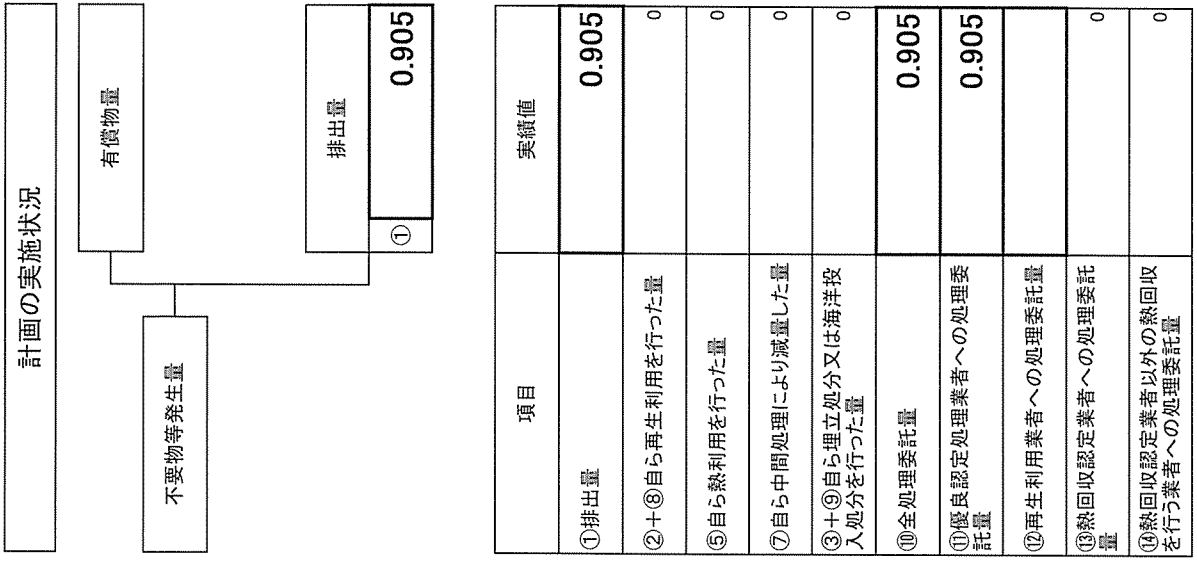 計画の実施状況
不要物等発生量
有償物量
排出量
① 0.905
項目 実績値
①排出量 0.905
②+⑧自ら再生利用を行った量 0
⑤自ら熱利用を行った量 0
⑦自ら中間処理により減量した量 0
③+⑨自ら埋立処分又は海洋投
入処分を行った量 0
⑩全処理委託量 0.905
⑪優良認定処理業者への処理委
託量 0.905
⑫再生利用業者への処理委託量
⑬熱回収認定業者への処理委託
量 0
⑭熱回収認定業者以外の熱回収
を行う業者への処理委託量 0